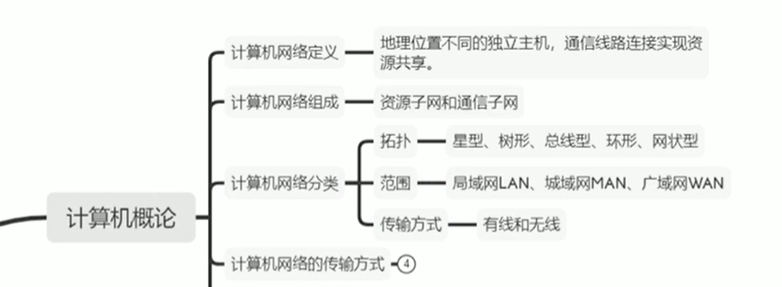 计算机概论
计算机网络定义
地理位置不同的独立主机，通信线路连接实现资
源共享。
计算机网络组成
资源子网和通信子网
计算机网络分类
拓扑
星型、树形、总线型、环形、网状型
范围
局域网LAN、城域网MAN、广域网WAN
传输方式
有线和无线
计算机网络的传输方式
4